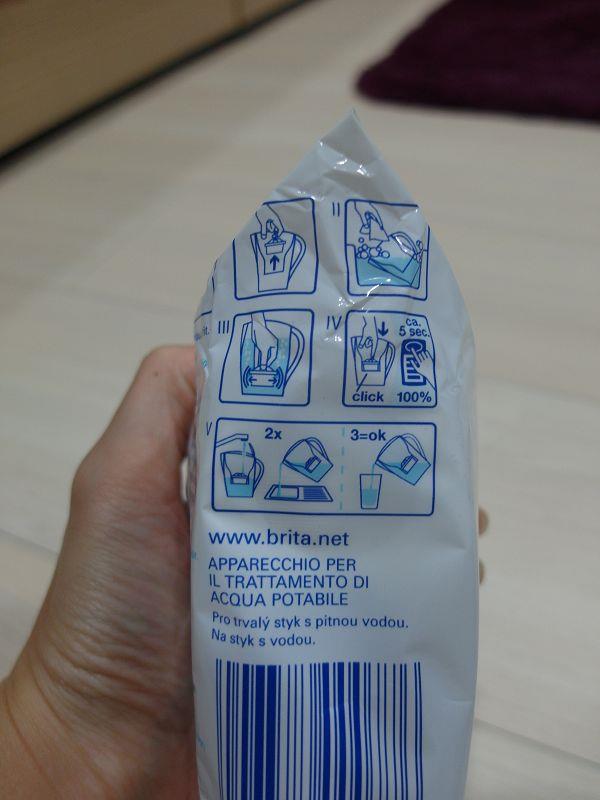 II
III
IV
ca.
5 sec.
click 100%
V
2x
3=ok
www.brita.net
APPARECCHIO PER
IL TRATTAMENTO DI
ACQUA POTABILE
Pro trvalý styk s pitnou vodou.
Na styk s vodou.